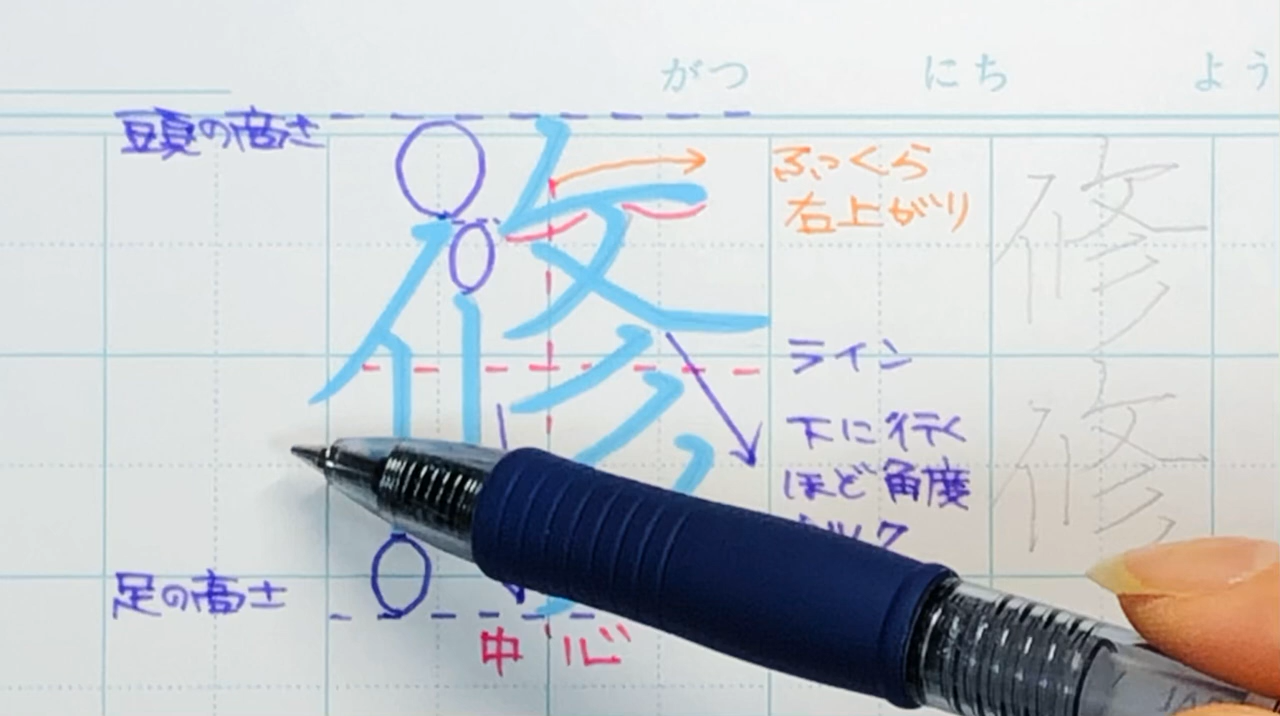 がつ にち よう
頭の高さ
修
ふっくら
右上がり
修
ライン
下に行く
ほど角度
修
足の高さ
中心